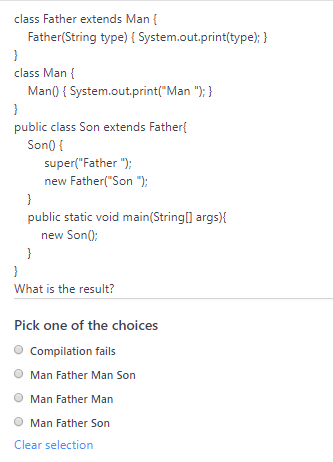 class Father extends Man {
Father(String type) { System.out.print(type); }
}
class Man {
Man() { System.out.print("Man "); }
}
public class Son extends Father{
Son() {
super("Father ");
new Father("Son ");
}
public static void main(String[] args){
new Son();
}
}
What is the result?
Pick one of the choices
Compilation fails
Man Father Man Son
Man Father Man
Man Father Son
Clear selection